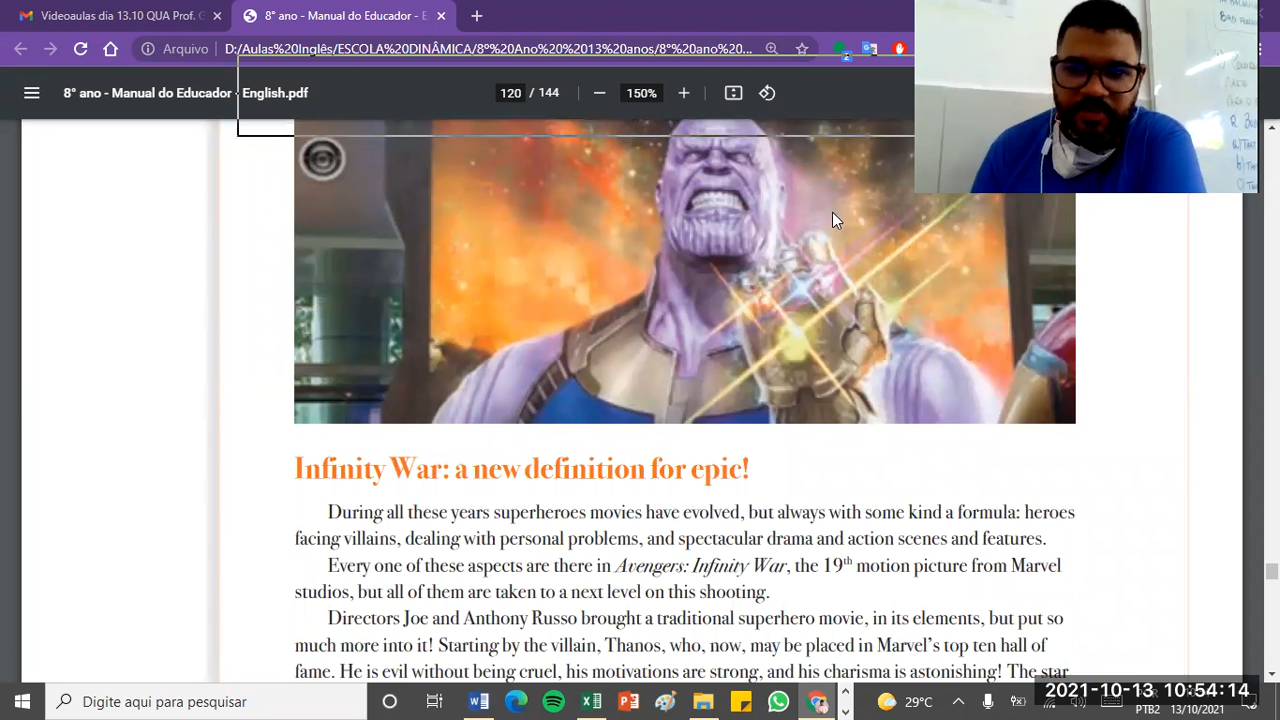 Videoaulas dia 13.10 QUA Prof. G
8° ano - Manual do Educador - E
Arquivo
D:/Aulas%20Inglês/ESCOLA%20DINÂMICA/8º%20Ano%20%2013%20anos/8°%20ano%20...
8° ano - Manual do Educador - English.pdf
120 / 144
150%
Infinity War: a new definition for epic!
During all these years superheroes movies have evolved, but always with some kind a formula: heroes
facing villains, dealing with personal problems, and spectacular drama and action scenes and features.
Every one of these aspects are there in Avengers: Infinity War, the 19th motion picture from Marvel
studios, but all of them are taken to a next level on this shooting.
Directors Joe and Anthony Russo brought a traditional superhero movie, in its elements, but put so
much more into it! Starting by the villain, Thanos, who, now, may be placed in Marvel's top ten hall of
fame. He is evil without being cruel, his motivations are strong, and his charisma is astonishing! The star
Digite aqui para pesquisar
29°C
2021-10-13 10:54:14
PTB2
13/10/2021